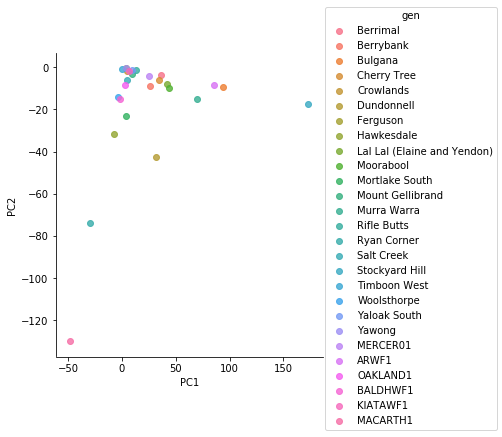 gen
Berrimal
Berrybank
Bulgana
Cherry Tree
Crowlands
Dundonnell
Ferguson
Hawkesdale
Lal Lal (Elaine and Yendon)
Moorabool
Mortlake South
Mount Gellibrand
Murra Warra
Rifle Butts
Ryan Corner
Salt Creek
Stockyard Hill
Timboon West
Woolsthorpe
Yaloak South
Yawong
MERCER01
ARWF1
OAKLAND1
BALDHWF1
KIATAWF1
MACARTH1
0
−20
−40
−60
−80
−100
−120
PC2
−50
0
50
100
150
PC1